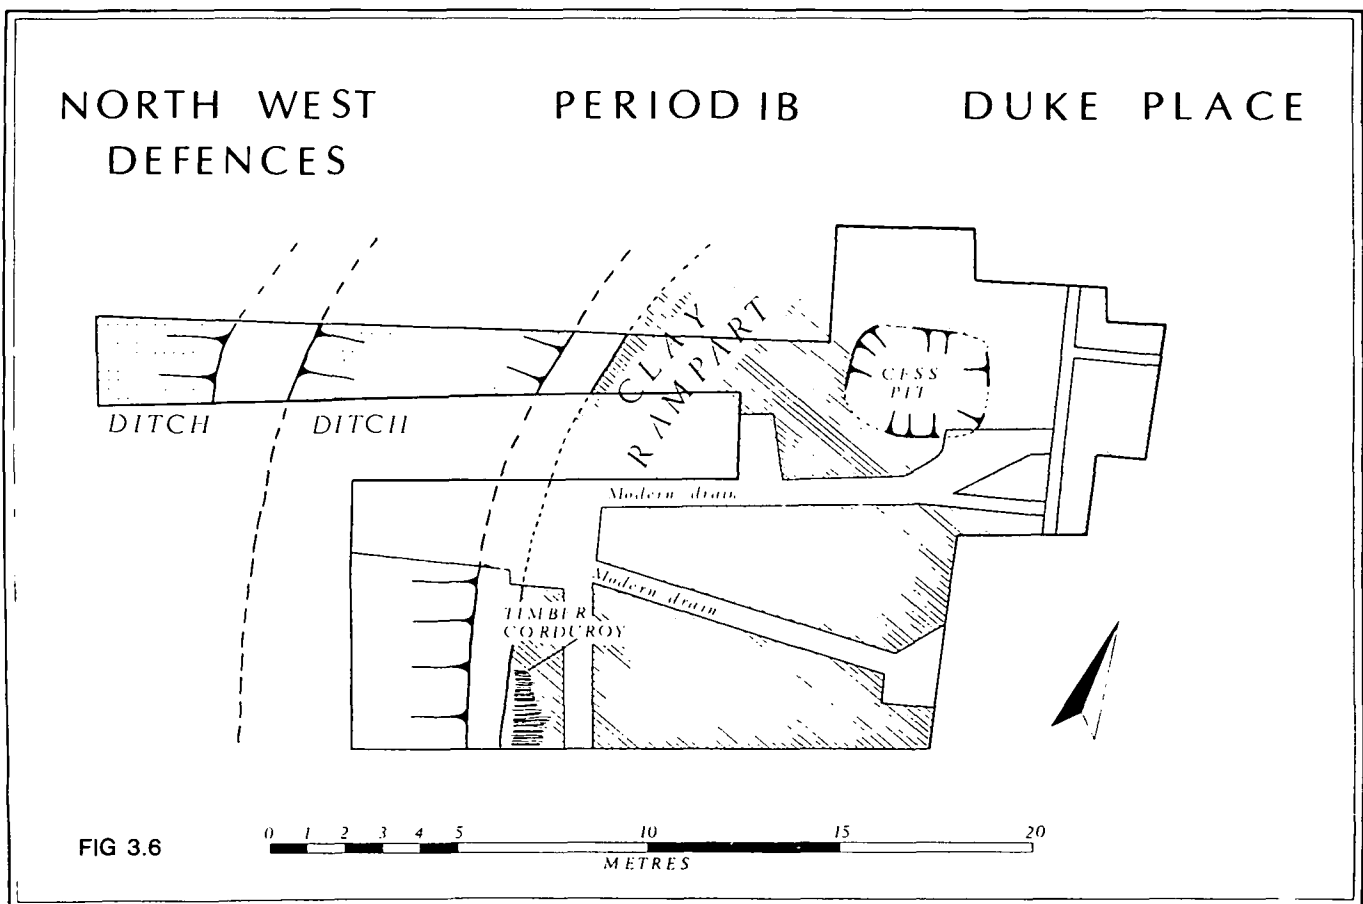 NORTH WEST
DEFENCES
PERIOD IB
DUKE PLACE
CLAY
RAMPART
CESS
PIT
DITCH
DITCH
Modern drain
Modern drain
TIMBER
CORDUROY
FIG 3.6
0 1 2 3 4 5 10 15 20
METRES